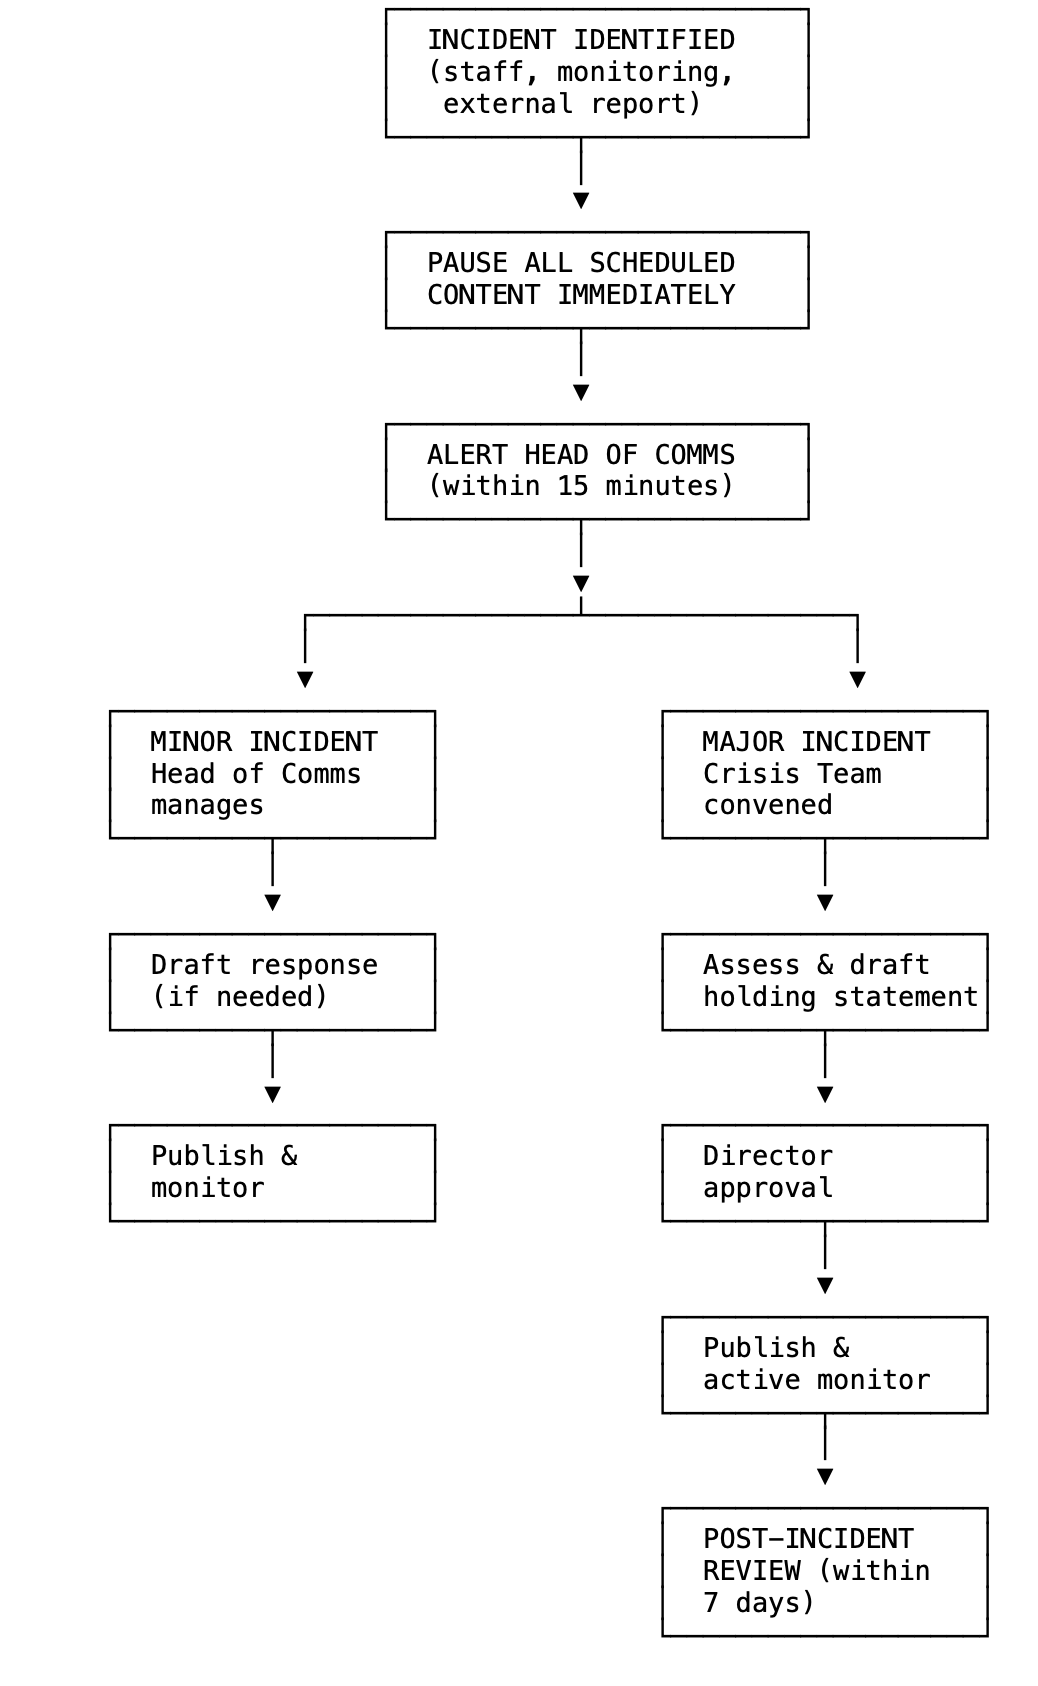 INCIDENT IDENTIFIED
(staff, monitoring,
external report)
PAUSE ALL SCHEDULED
CONTENT IMMEDIATELY
ALERT HEAD OF COMMS
(within 15 minutes)
MINOR INCIDENT
Head of Comms
manages
MAJOR INCIDENT
Crisis Team
convened
Draft response
(if needed)
Assess & draft
holding statement
Publish &
monitor
Director
approval
Publish &
active monitor
POST-INCIDENT
REVIEW (within
7 days)